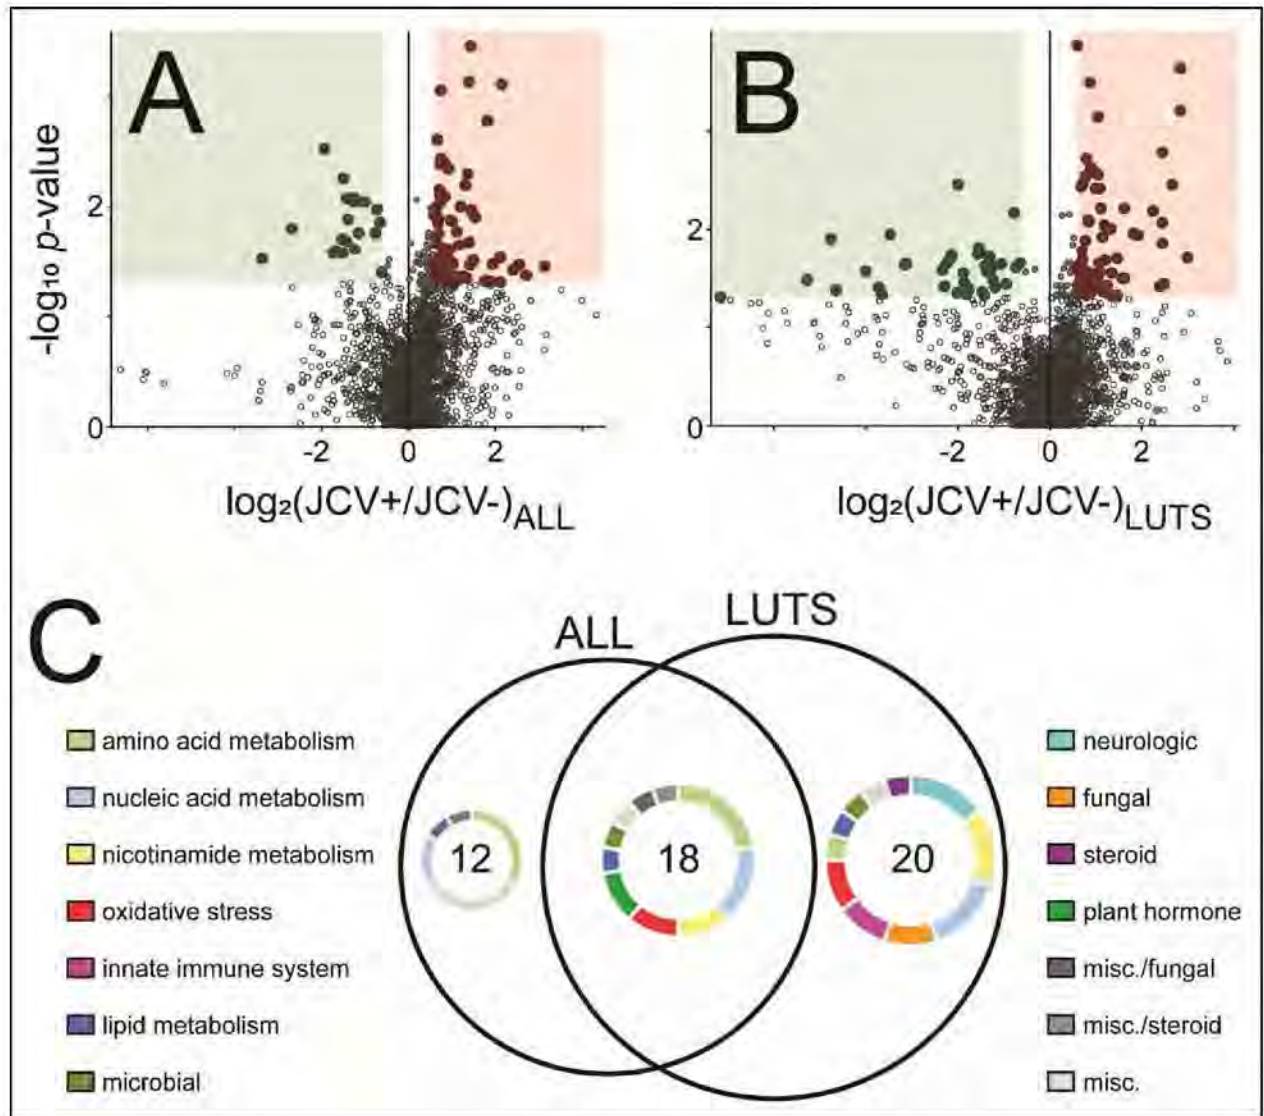 A
B
-log₁₀ p-value
2
0
-2
0
2
log₂(JCV+/JCV-)ALL
2
0
-2
0
2
log₂(JCV+/JCV-)LUTS
C
ALL
LUTS
amino acid metabolism
nucleic acid metabolism
nicotinamide metabolism
oxidative stress
innate immune system
lipid metabolism
microbial
12
18
20
neurologic
fungal
steroid
plant hormone
misc./fungal
misc./steroid
misc.